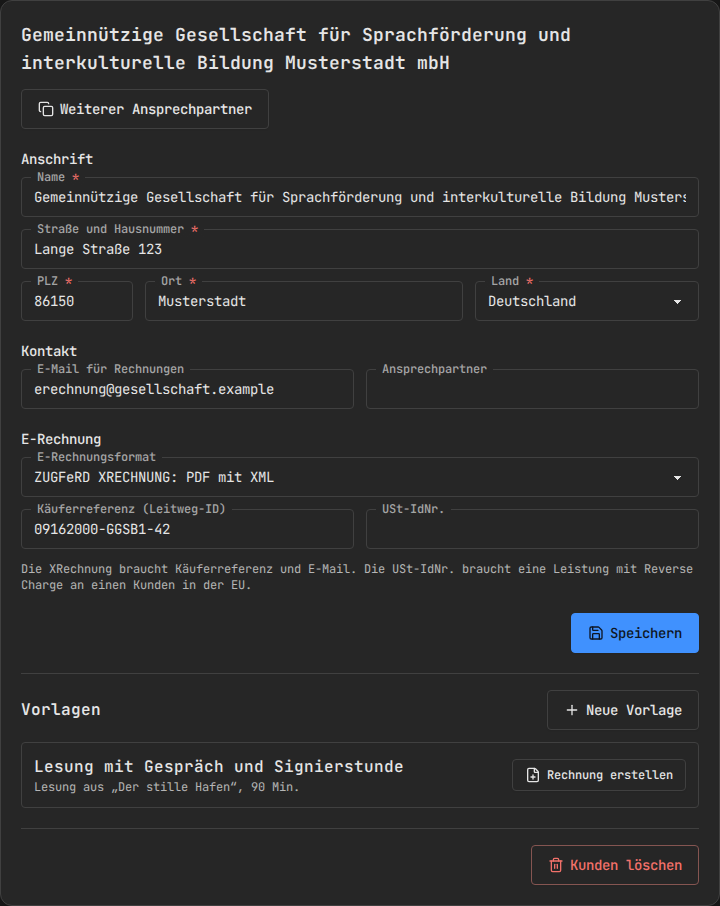 Gemeinnützige Gesellschaft für Sprachförderung und
interkulturelle Bildung Musterstadt mbH
Weiterer Ansprechpartner
Anschrift
Name *
Gemeinnützige Gesellschaft für Sprachförderung und interkulturelle Bildung Musters
Straße und Hausnummer *
Lange Straße 123
PLZ * Ort * Land *
86150 Musterstadt Deutschland
Kontakt
E-Mail für Rechnungen Ansprechpartner
erechnung@gesellschaft.example
E-Rechnung
E-Rechnungsformat
ZUGFeRD XRECHNUNG: PDF mit XML
Käuferreferenz (Leitweg-ID) USt-IdNr.
09162000-GGSB1-42
Die XRechnung braucht Käuferreferenz und E-Mail. Die USt-IdNr. braucht eine Leistung mit Reverse
Charge an einen Kunden in der EU.
Speichern
Vorlagen
Neue Vorlage
Lesung mit Gespräch und Signierstunde
Lesung aus „Der stille Hafen“, 90 Min.
Rechnung erstellen
Kunden löschen